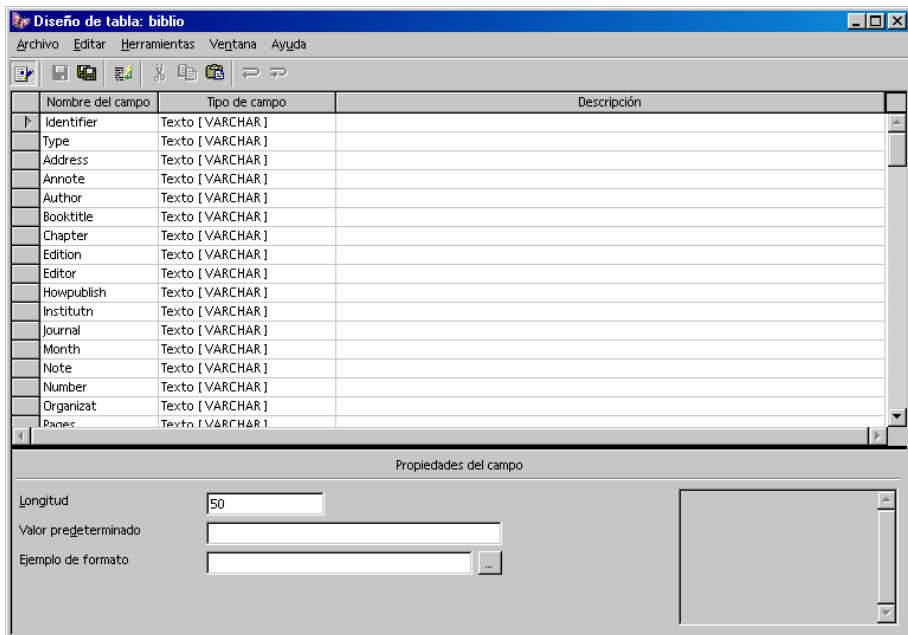 Diseño de tabla: biblio
Archivo Editar Herramientas Ventana Ayuda
Nombre del campo Tipo de campo Descripción
Identifier Texto [ VARCHAR ]
Type Texto [ VARCHAR ]
Address Texto [ VARCHAR ]
Annote Texto [ VARCHAR ]
Author Texto [ VARCHAR ]
Booktitle Texto [ VARCHAR ]
Chapter Texto [ VARCHAR ]
Edition Texto [ VARCHAR ]
Editor Texto [ VARCHAR ]
Howpublish Texto [ VARCHAR ]
Institutn Texto [ VARCHAR ]
Journal Texto [ VARCHAR ]
Month Texto [ VARCHAR ]
Note Texto [ VARCHAR ]
Number Texto [ VARCHAR ]
Organizat Texto [ VARCHAR ]
Pages Texto [ VARCHAR ]
Propiedades del campo
Longitud 50
Valor predeterminado
Ejemplo de formato ...